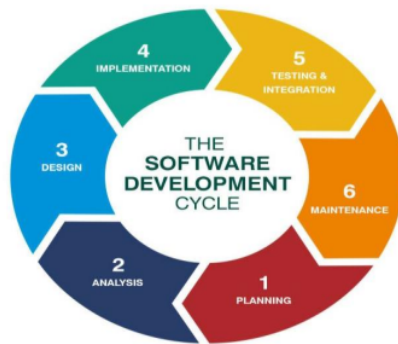 THE
SOFTWARE
DEVELOPMENT
CYCLE
1
PLANNING
2
ANALYSIS
3
DESIGN
4
IMPLEMENTATION
5
TESTING &
INTEGRATION
6
MAINTENANCE